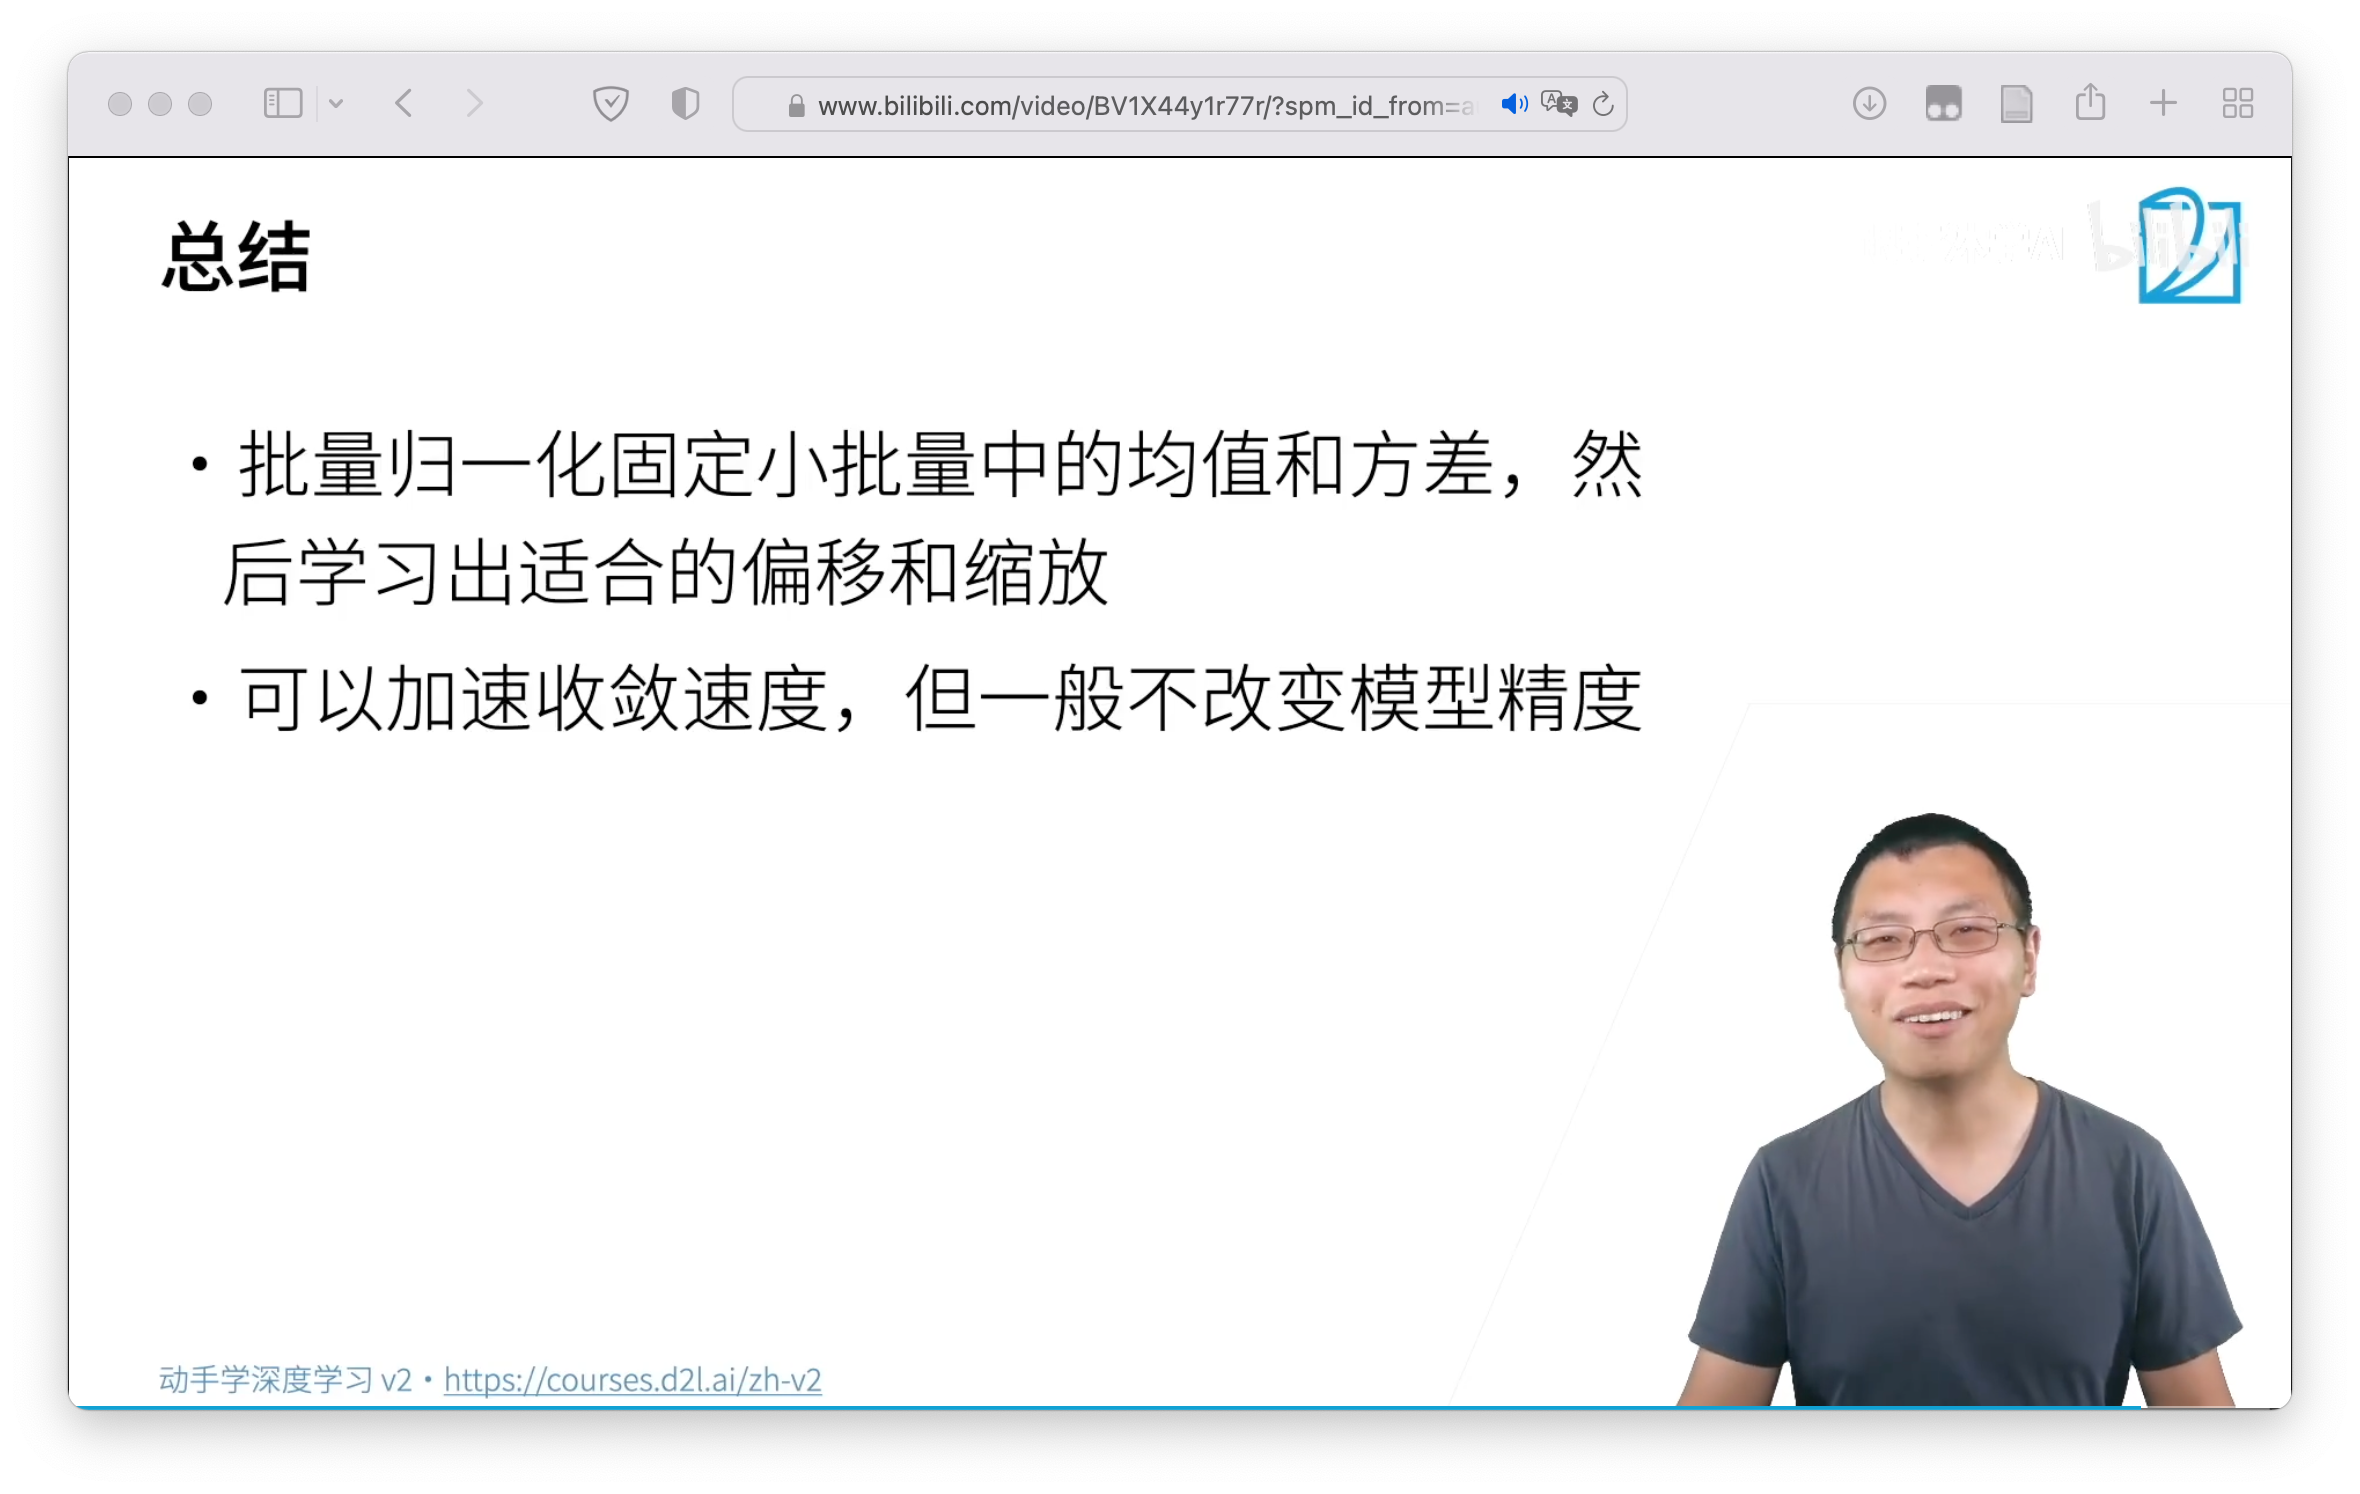 www.bilibili.com/video/BV1X44y1r77r/?spm_id_from=a
总结
bilibili
• 批量归一化固定小批量中的均值和方差，然
后学习出适合的偏移和缩放
• 可以加速收敛速度，但一般不改变模型精度
动手学深度学习 v2 • https://courses.d2l.ai/zh-v2